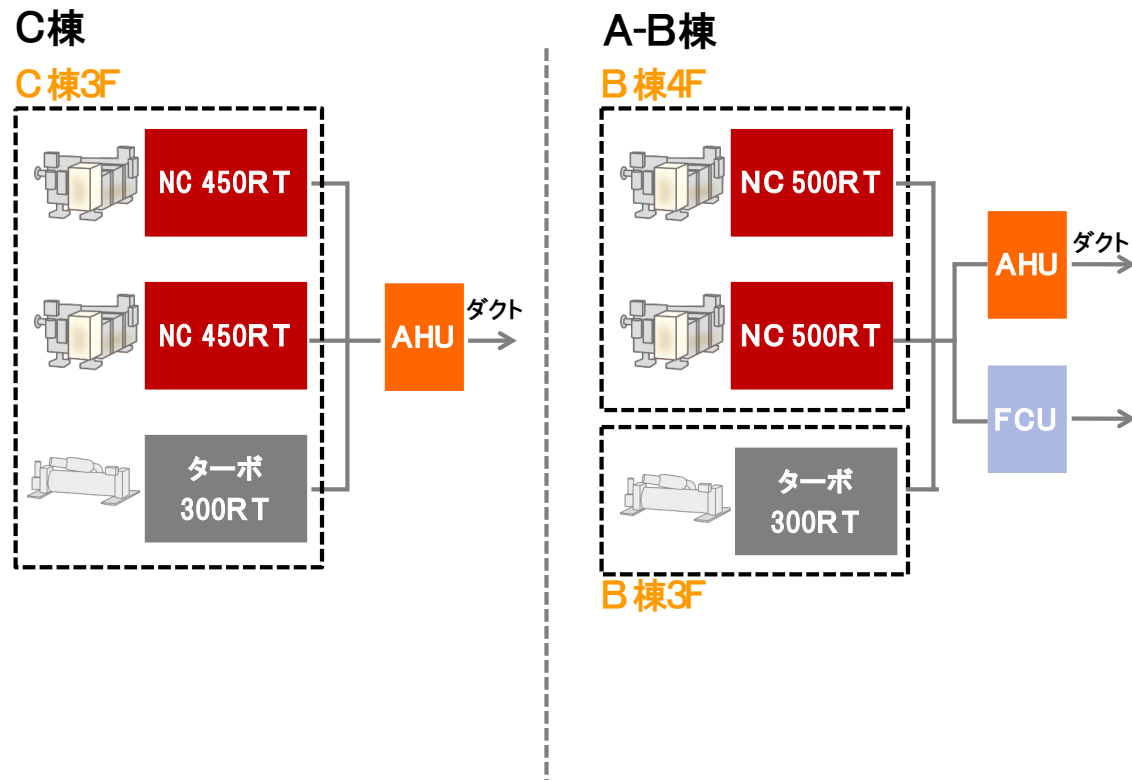 C棟
C棟3F
NC 450RT
NC 450RT
ターボ
300RT
AHU
ダクト
A-B棟
B棟4F
NC 500RT
NC 500RT
ターボ
300RT
B棟3F
AHU
ダクト
FCU